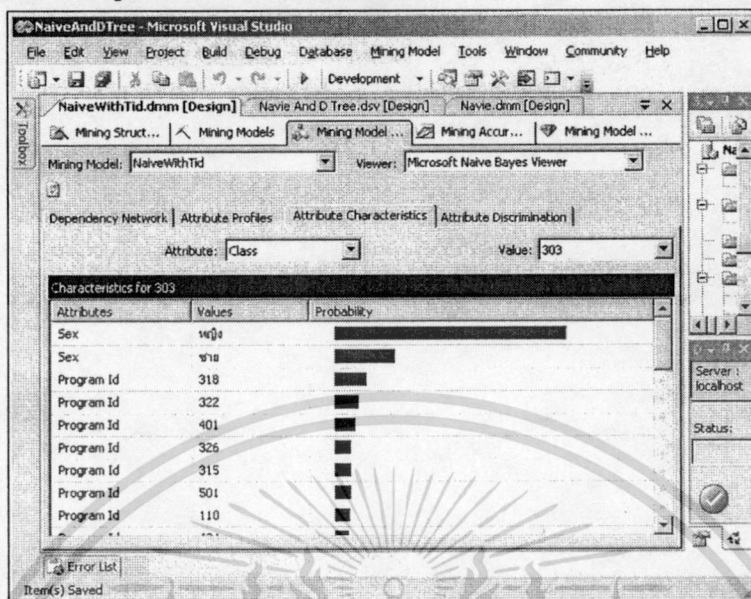 NaiveAndDTree - Microsoft Visual Studio
File Edit View Project Build Debug Database Mining Model Tools Window Community Help
Development
NaiveWithTid.dmm [Design] Navie And D Tree.dsv [Design] Navie.dmm [Design]
Toolbox
Mining Struct... Mining Models Mining Model ... Mining Accur... Mining Model ...
Mining Model: NaiveWithTid Viewer: Microsoft Naive Bayes Viewer
Dependency Network Attribute Profiles Attribute Characteristics Attribute Discrimination
Attribute: Class Value: 303
Characteristics for 303
Attributes Values Probability
Sex หญิง
Sex ชาย
Program Id 318
Program Id 322
Program Id 401
Program Id 326
Program Id 315
Program Id 501
Program Id 110
Server :
localhost
Status:
Error List
Item(s) Saved